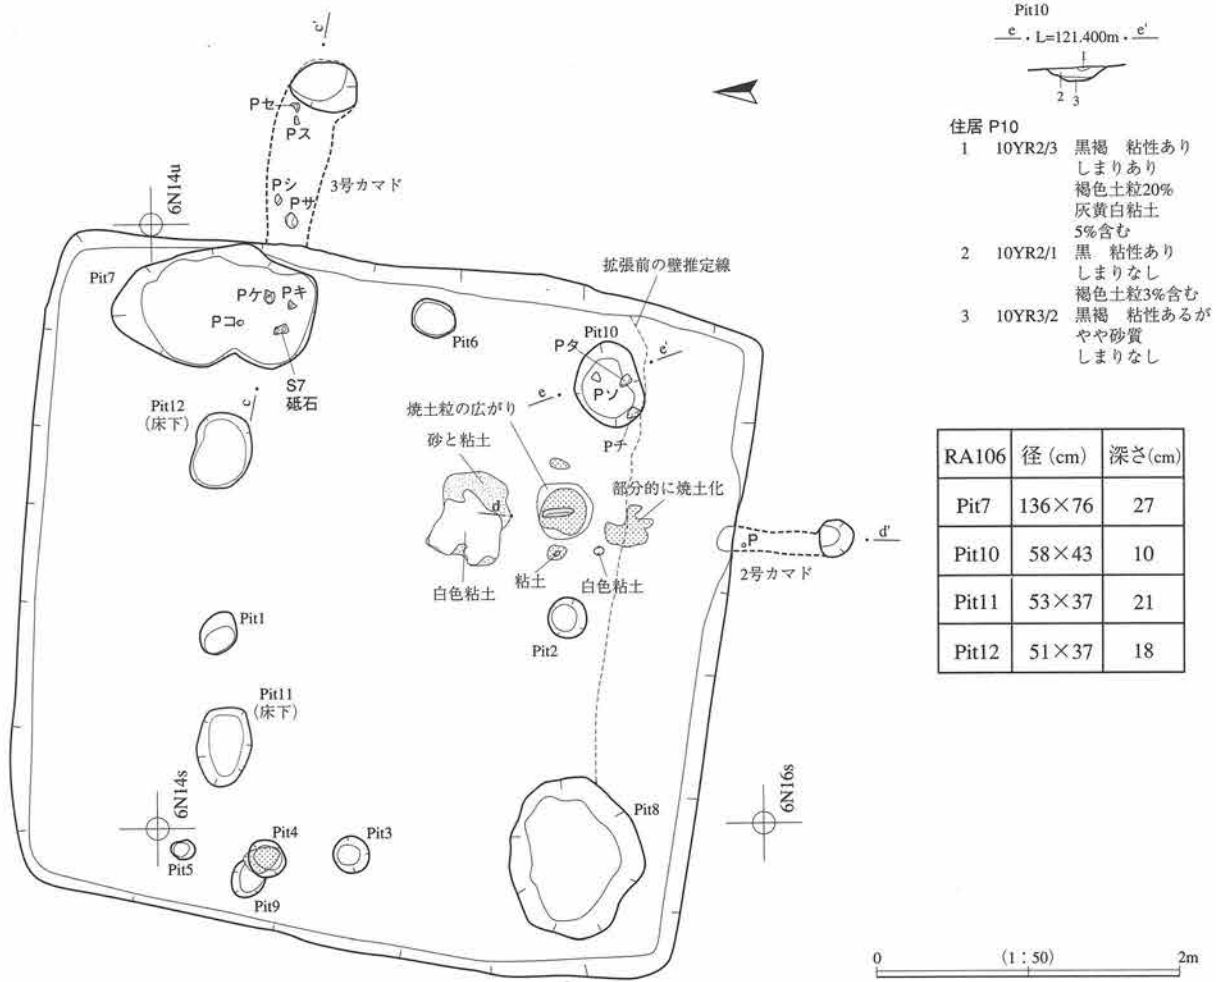 c'
Pセ
Pス
Pシ
Pサ
3号カマド
6N14u
Pit7
Pケ
Pキ
Pコ
S7
砥石
c
Pit12
(床下)
Pit6
拡張前の壁推定線
Pit10
Pタ
e'
e
Pソ
Pチ
焼土粒の広がり
砂と粘土
d
部分的に焼土化
白色粘土
粘土
白色粘土
P
d'
2号カマド
Pit1
Pit2
Pit11
(床下)
6N14s
Pit5
Pit4
Pit9
Pit3
Pit8
6N16s
Pit10
e · L=121.400m · e'
1
2 3
住居 P10
1 10YR2/3 黒褐 粘性あり
しまりあり
褐色土粒20%
灰黄白粘土
5%含む
2 10YR2/1 黒 粘性あり
しまりなし
褐色土粒3%含む
3 10YR3/2 黒褐 粘性あるが
やや砂質
しまりなし
RA106 径(cm) 深さ(cm)
Pit7 136×76 27
Pit10 58×43 10
Pit11 53×37 21
Pit12 51×37 18
0 (1:50) 2m